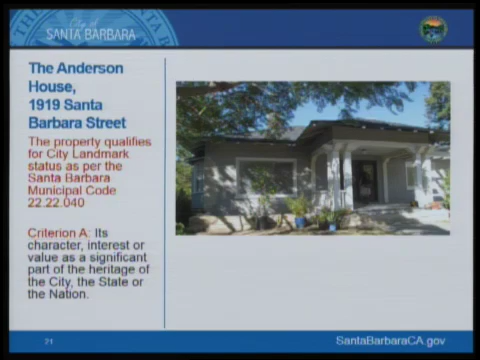 City of
SANTA BARBARA
The Anderson
House,
1919 Santa
Barbara Street
The property qualifies
for City Landmark
status as per the
Santa Barbara
Municipal Code
22.22.040
Criterion A: Its
character, interest or
value as a significant
part of the heritage of
the City, the State or
the Nation.
21
SantaBarbaraCA.gov